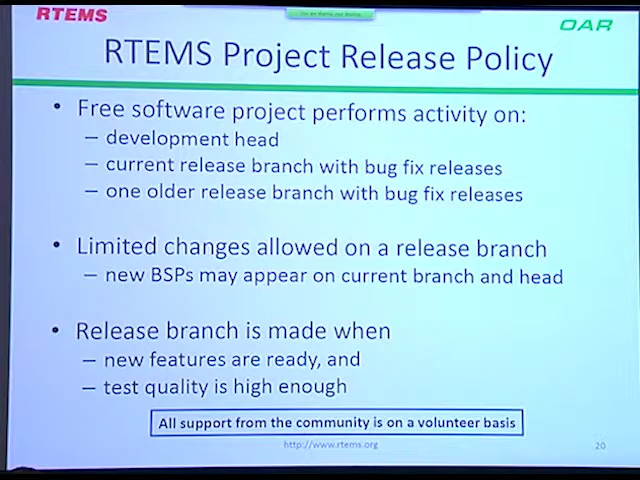 RTEMS
OAR
RTEMS Project Release Policy
• Free software project performs activity on:
– development head
– current release branch with bug fix releases
– one older release branch with bug fix releases
• Limited changes allowed on a release branch
– new BSPs may appear on current branch and head
• Release branch is made when
– new features are ready, and
– test quality is high enough
All support from the community is on a volunteer basis
http://www.rtems.org
20